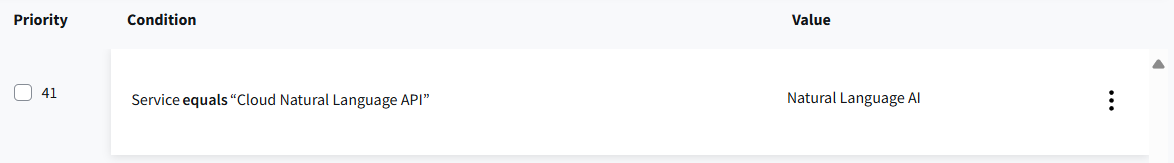 Priority Condition Value
41 Service equals “Cloud Natural Language API” Natural Language AI